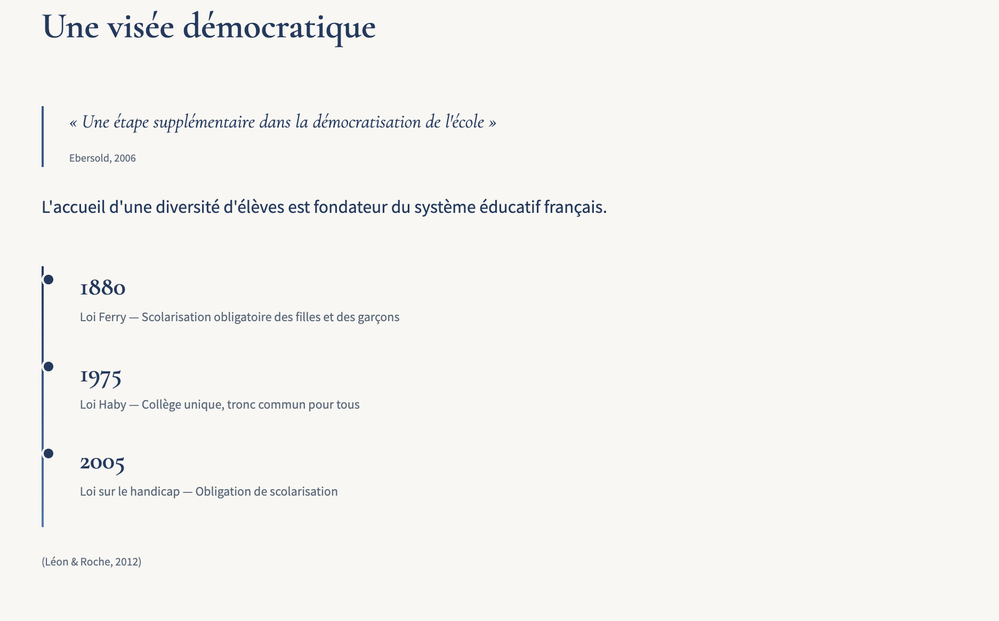 Une visée démocratique
« Une étape supplémentaire dans la démocratisation de l'école »
Ebersold, 2006
L'accueil d'une diversité d'élèves est fondateur du système éducatif français.
1880
Loi Ferry — Scolarisation obligatoire des filles et des garçons
1975
Loi Haby — Collège unique, tronc commun pour tous
2005
Loi sur le handicap — Obligation de scolarisation
(Léon & Roche, 2012)